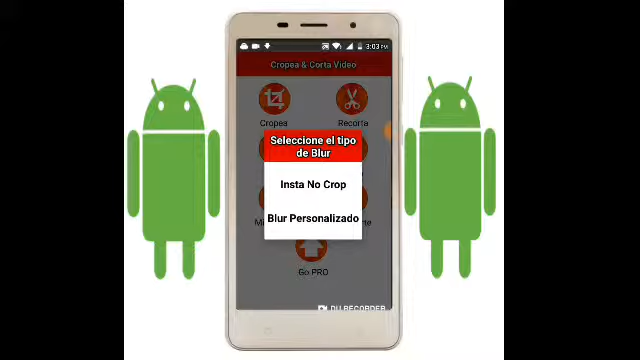 3:03 PM
Cropea & Corta Video
Cropea
Recorta
Seleccione el tipo
de Blur
Insta No Crop
Blur Personalizado
Go PRO
DU RECORDER